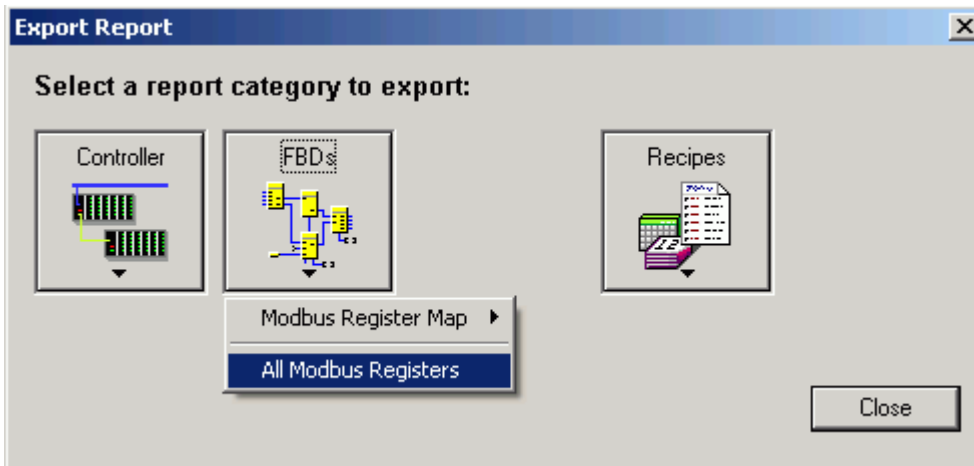 Export Report
Select a report category to export:
Controller
FBDs
Recipes
Modbus Register Map
All Modbus Registers
Close